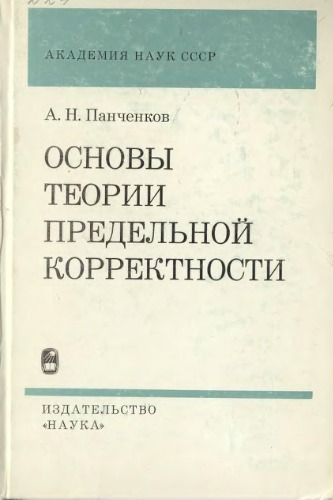 АКАДЕМИЯ НАУК СССР
А. Н. Панченков
ОСНОВЫ
ТЕОРИИ
ПРЕДЕЛЬНОЙ
КОРРЕКТНОСТИ
ИЗДАТЕЛЬСТВО
«НАУКА»